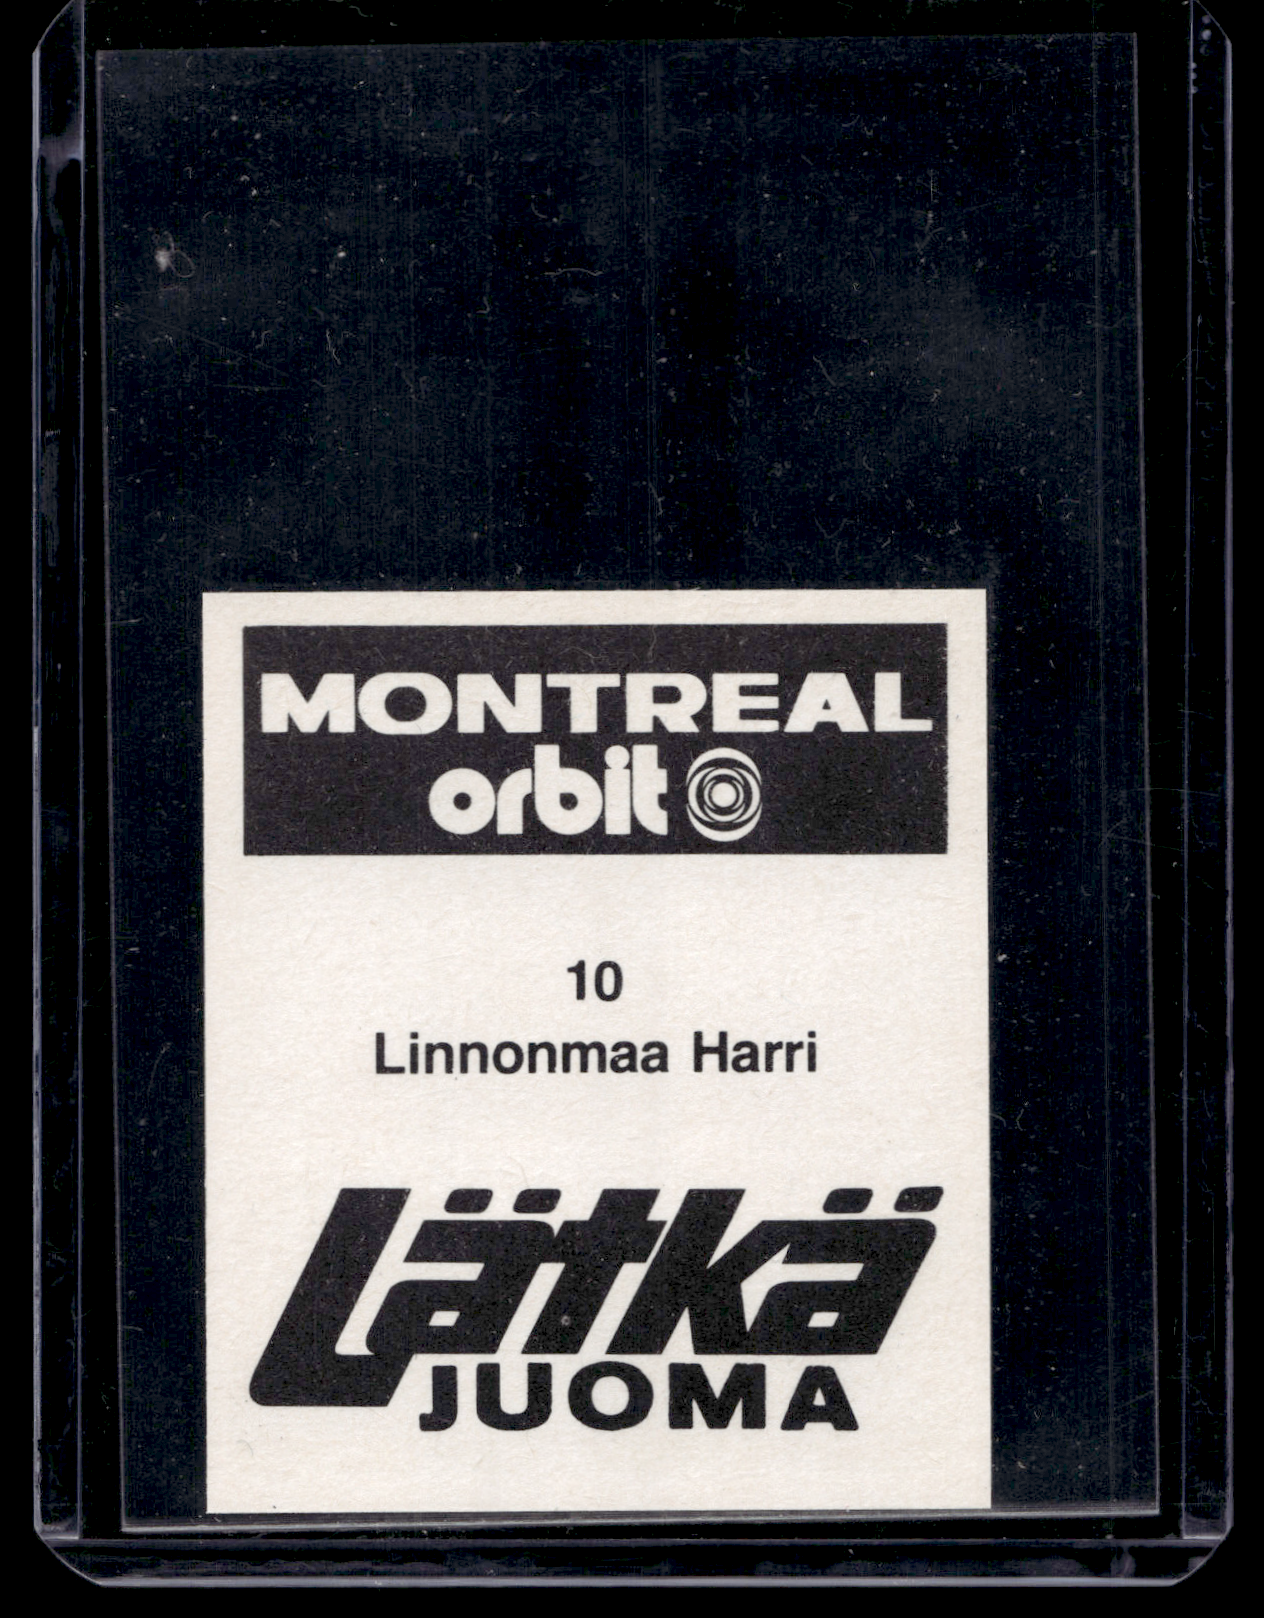 MONTREAL
orbit
10
Linnonmaa Harri
Lätkä
JUOMA